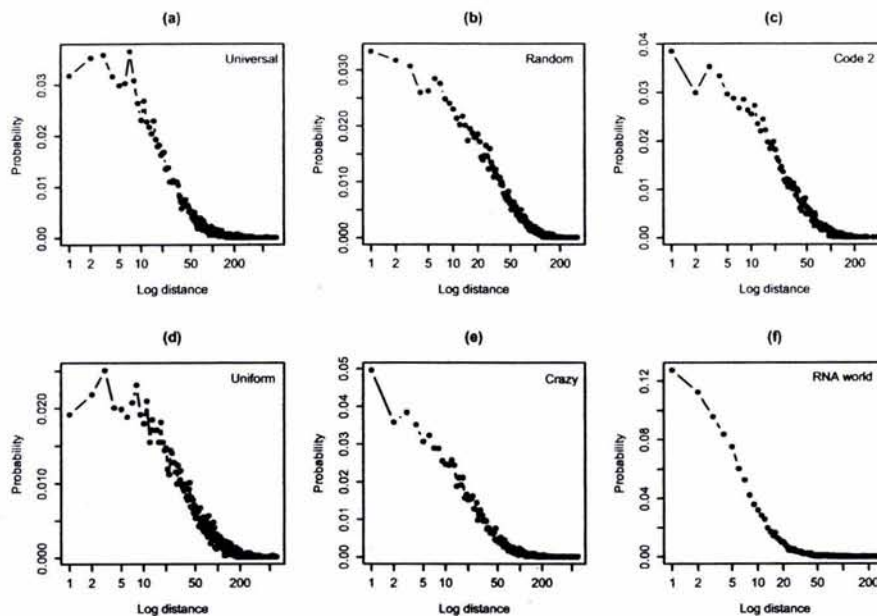 (a)
Universal
Probability
0.00 0.01 0.02 0.03
1 2 5 10 50 200
Log distance
(b)
Random
Probability
0.000 0.010 0.020 0.030
1 2 5 10 20 50 200
Log distance
(c)
Code 2
Probability
0.00 0.01 0.02 0.03 0.04
1 2 5 10 50 200
Log distance
(d)
Uniform
Probability
0.000 0.010 0.020
1 2 5 10 50 200
Log distance
(e)
Crazy
Probability
0.00 0.01 0.02 0.03 0.04 0.05
1 2 5 10 50 200
Log distance
(f)
RNA world
Probability
0.00 0.04 0.08 0.12
1 2 5 10 20 50 200
Log distance